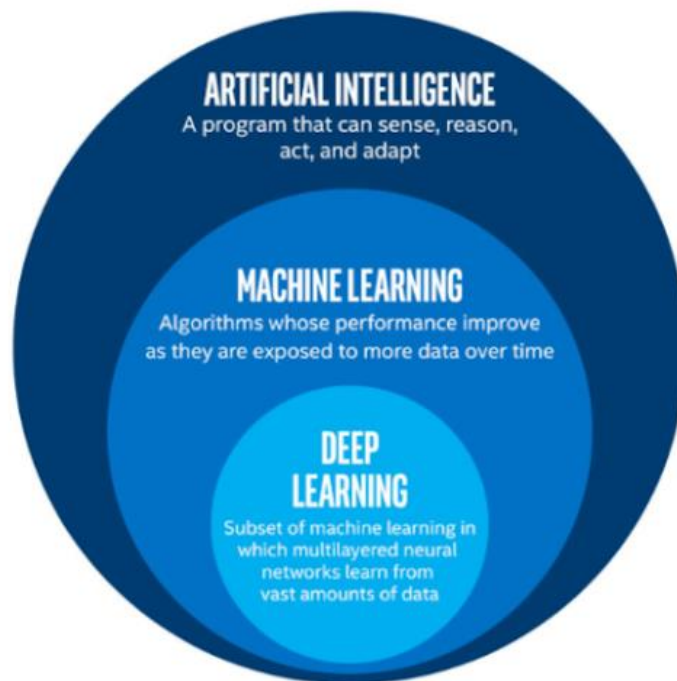 ARTIFICIAL INTELLIGENCE
A program that can sense, reason,
act, and adapt
MACHINE LEARNING
Algorithms whose performance improve
as they are exposed to more data over time
DEEP
LEARNING
Subset of machine learning in
which multilayered neural
networks learn from
vast amounts of data